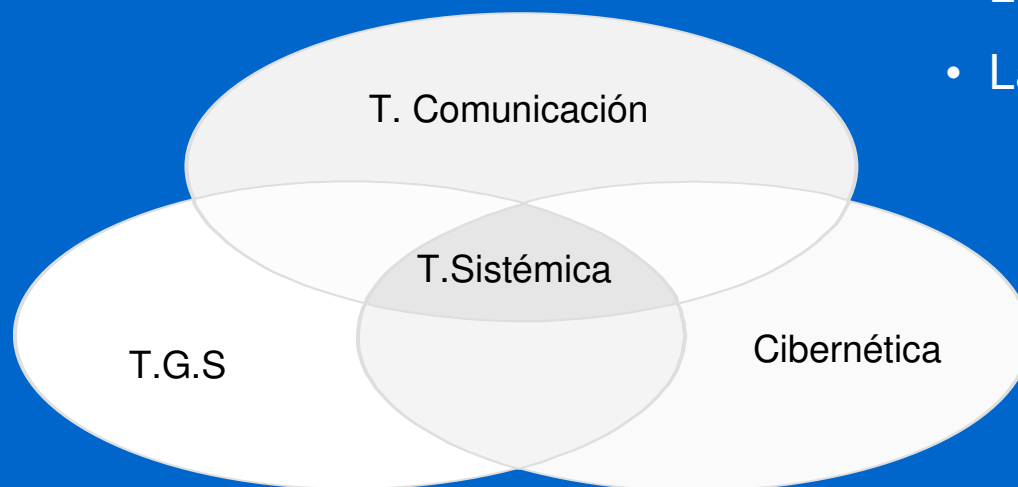 • L
T. Comunicación
T.Sistémica
T.G.S
Cibernética